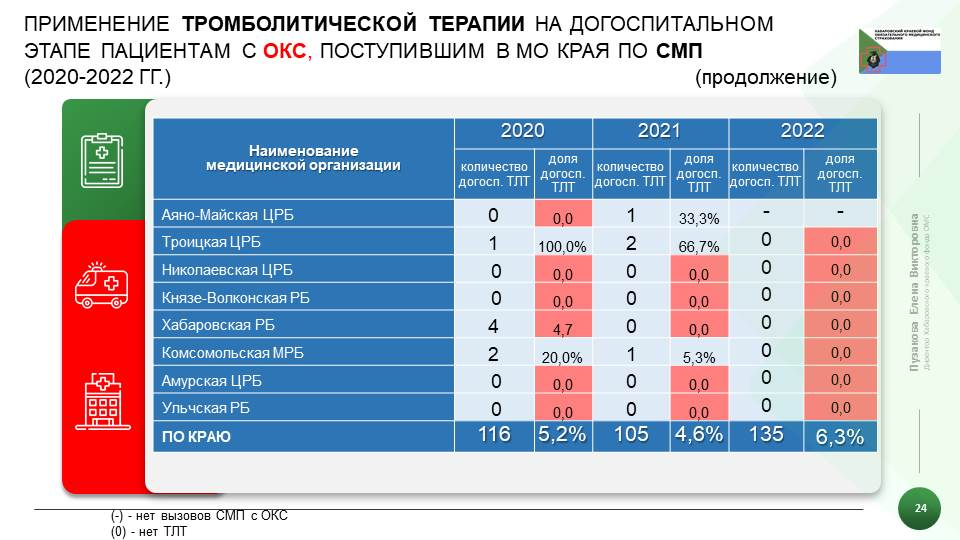 ПРИМЕНЕНИЕ ТРОМБОЛИТИЧЕСКОЙ ТЕРАПИИ НА ДОГОСПИТАЛЬНОМ
ЭТАПЕ ПАЦИЕНТАМ С ОКС, ПОСТУПИВШИМ В МО КРАЯ ПО СМП
(2020-2022 ГГ.) (продолжение)
ХАБАРОВСКИЙ КРАЕВОЙ ФОНД
ОБЯЗАТЕЛЬНОГО МЕДИЦИНСКОГО
СТРАХОВАНИЯ
Наименование
медицинской организации
2020 2021 2022
количество
догосп. ТЛТ
доля
догосп.
ТЛТ
количество
догосп. ТЛТ
доля
догосп.
ТЛТ
количество
догосп. ТЛТ
доля
догосп.
ТЛТ
Аяно-Майская ЦРБ 0 0,0 1 33,3% - -
Троицкая ЦРБ 1 100,0% 2 66,7% 0 0,0
Николаевская ЦРБ 0 0,0 0 0,0 0 0,0
Князе-Волконская РБ 0 0,0 0 0,0 0 0,0
Хабаровская РБ 4 4,7 0 0,0 0 0,0
Комсомольская МРБ 2 20,0% 1 5,3% 0 0,0
Амурская ЦРБ 0 0,0 0 0,0 0 0,0
Ульчская РБ 0 0,0 0 0,0 0 0,0
ПО КРАЮ 116 5,2% 105 4,6% 135 6,3%
Пузакова Елена Викторовна
Директор Хабаровского краевого фонда ОМС
(-) - нет вызовов СМП с ОКС
(0) - нет ТЛТ
24